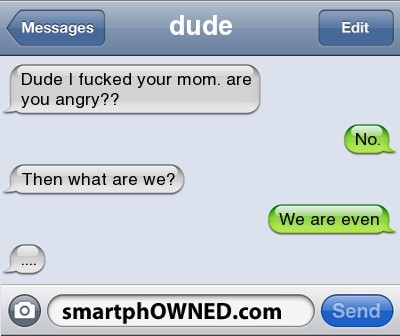 Messages
dude
Edit
Dude I fucked your mom. are
you angry??
No.
Then what are we?
We are even
....
smartphOWNED.com
Send